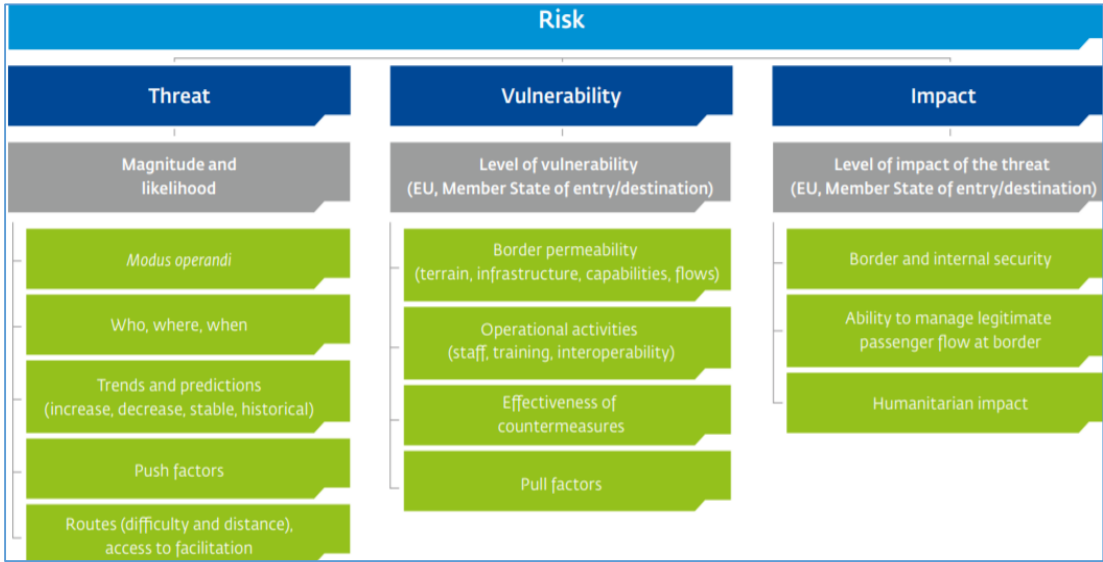 Risk
Threat
Magnitude and
likelihood
Modus operandi
Who, where, when
Trends and predictions
(increase, decrease, stable, historical)
Push factors
Routes (difficulty and distance),
access to facilitation
Vulnerability
Level of vulnerability
(EU, Member State of entry/destination)
Border permeability
(terrain, infrastructure, capabilities, flows)
Operational activities
(staff, training, interoperability)
Effectiveness of
countermeasures
Pull factors
Impact
Level of impact of the threat
(EU, Member State of entry/destination)
Border and internal security
Ability to manage legitimate
passenger flow at border
Humanitarian impact